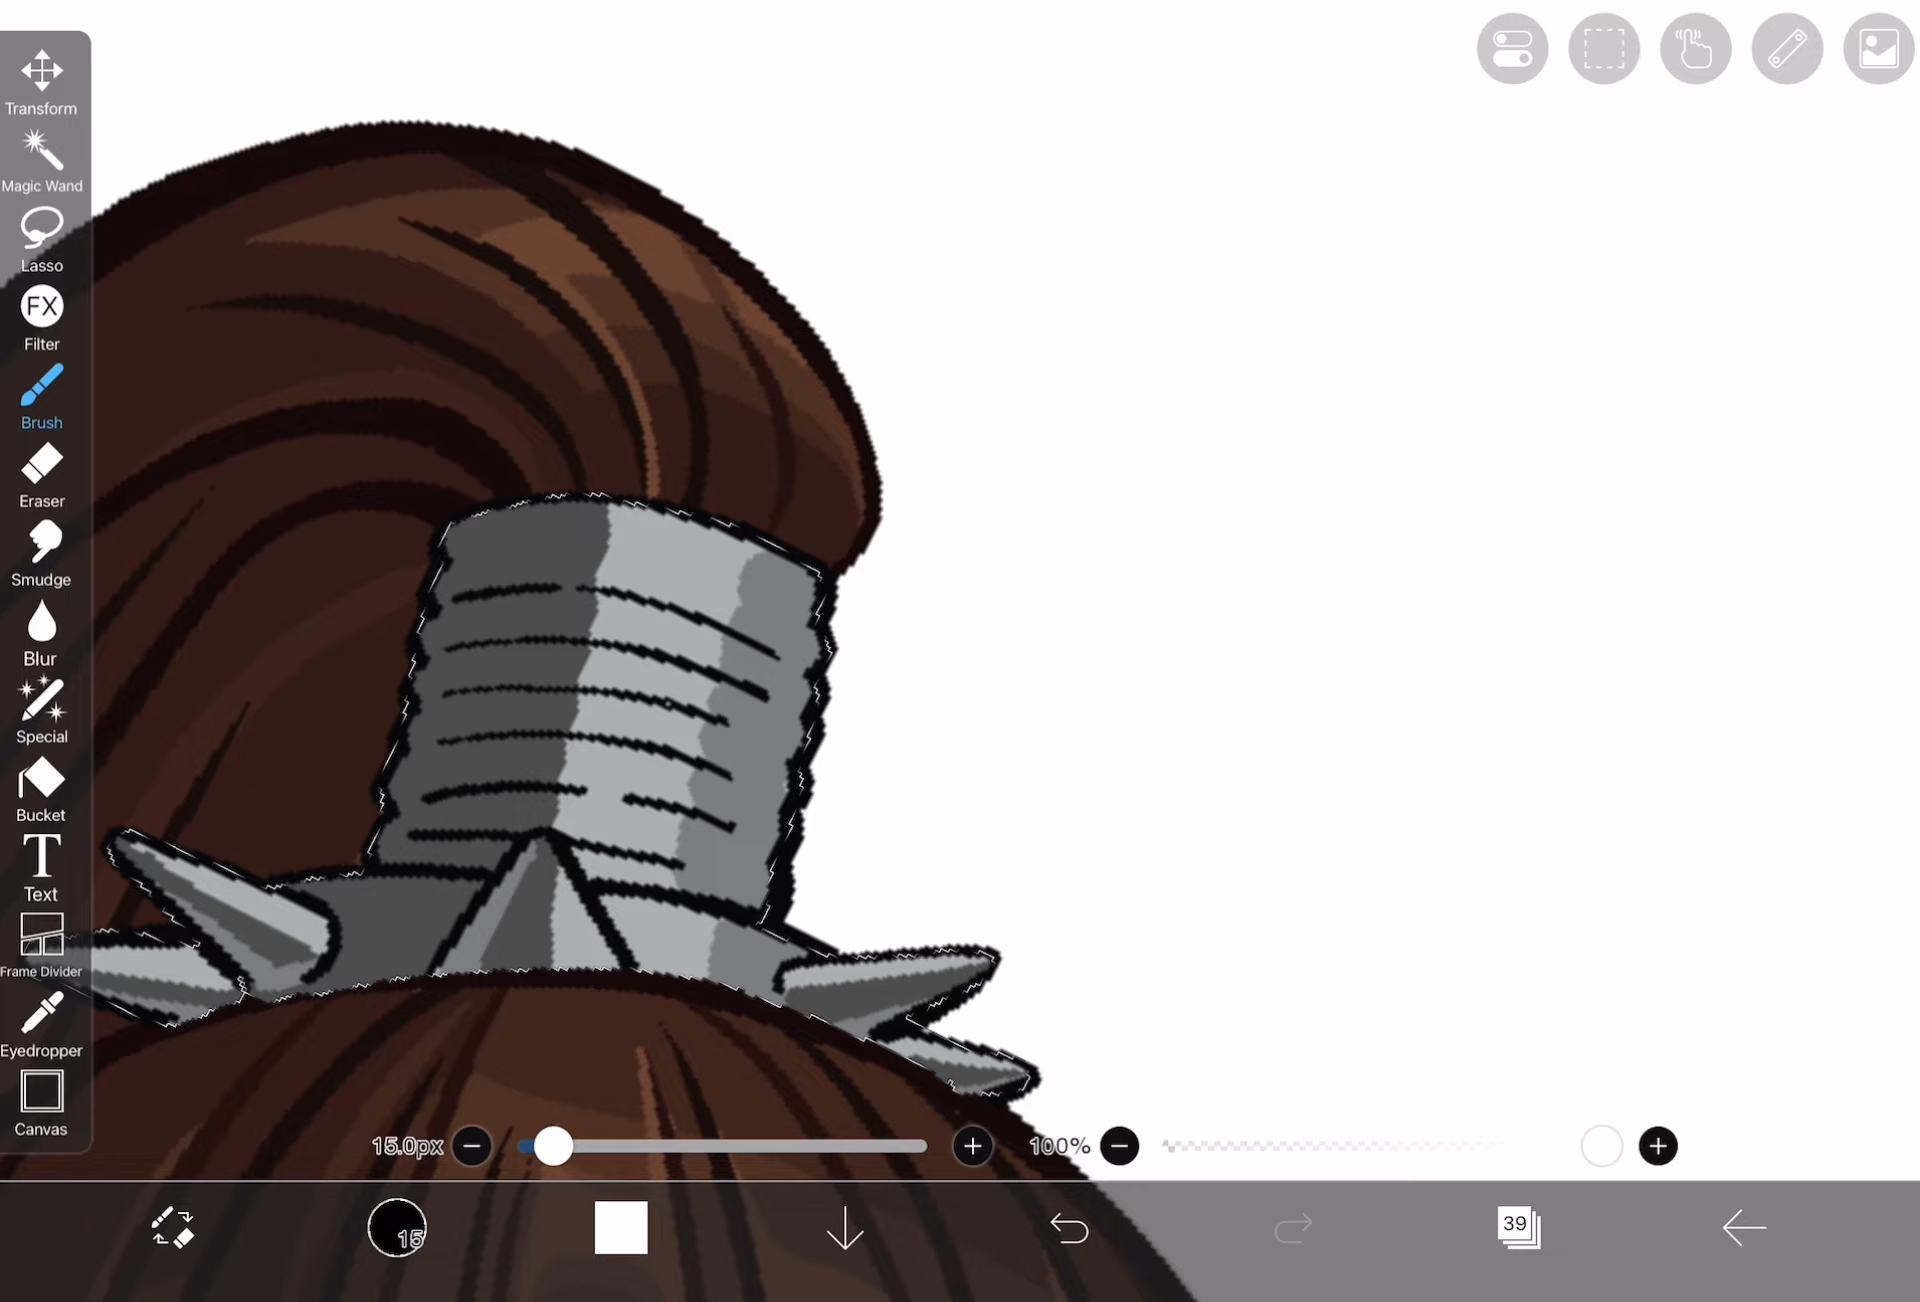 Transform
Magic Wand
Lasso
FX
Filter
Brush
Eraser
Smudge
Blur
Special
Bucket
T
Text
Frame Divider
Eyedropper
Canvas
15.0px
100%
15
39